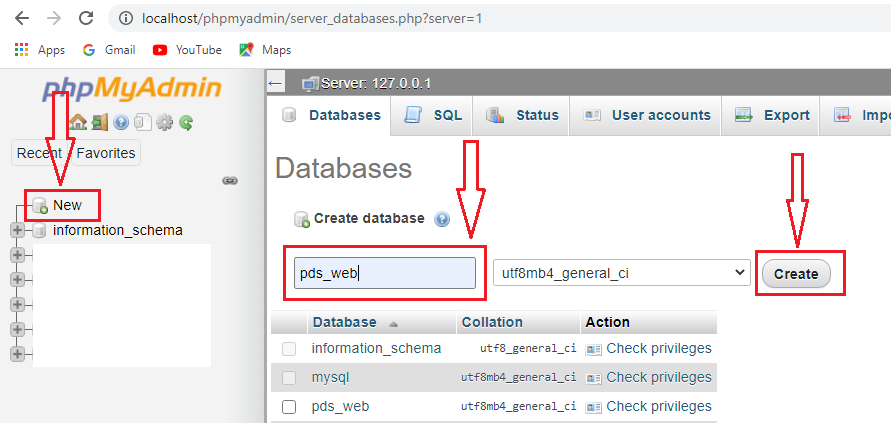 localhost/phpmyadmin/server_databases.php?server=1
Apps Gmail YouTube Maps
phpMyAdmin
Recent Favorites
New
information_schema
Server: 127.0.0.1
Databases SQL Status User accounts Export Impo
Databases
Create database
pds_web utf8mb4_general_ci Create
Database Collation Action
information_schema utf8_general_ci Check privileges
mysql utf8mb4_general_ci Check privileges
pds_web utf8mb4_general_ci Check privileges